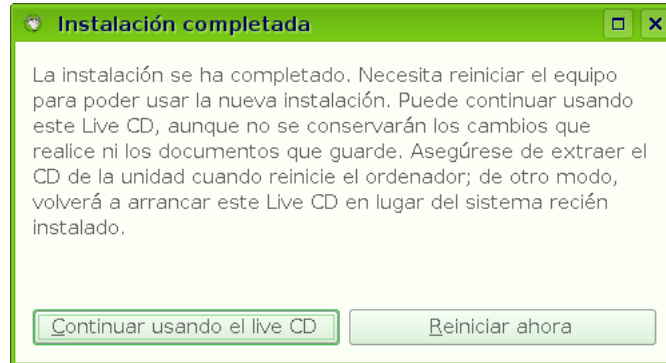 Instalación completada
La instalación se ha completado. Necesita reiniciar el equipo
para poder usar la nueva instalación. Puede continuar usando
este Live CD, aunque no se conservarán los cambios que
realice ni los documentos que guarde. Asegúrese de extraer el
CD de la unidad cuando reinicie el ordenador; de otro modo,
volverá a arrancar este Live CD en lugar del sistema recién
instalado.
Continuar usando el live CD
Reiniciar ahora